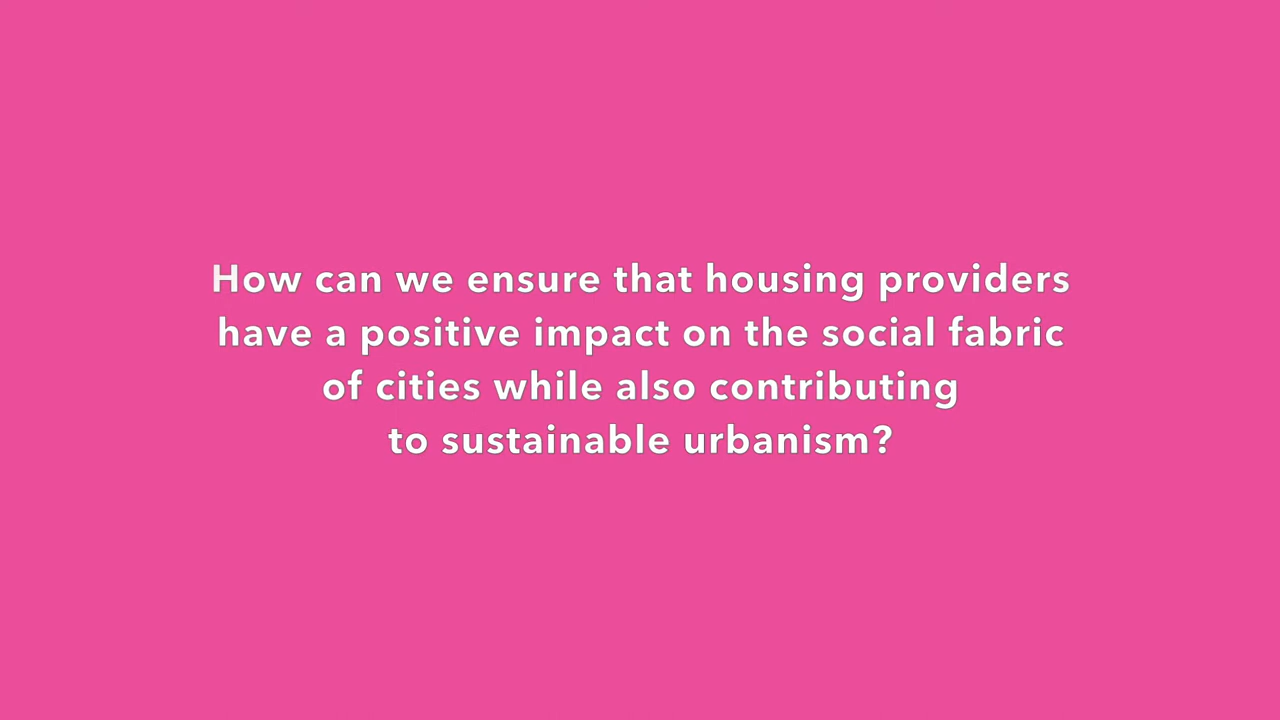 How can we ensure that housing providers
have a positive impact on the social fabric
of cities while also contributing
to sustainable urbanism?